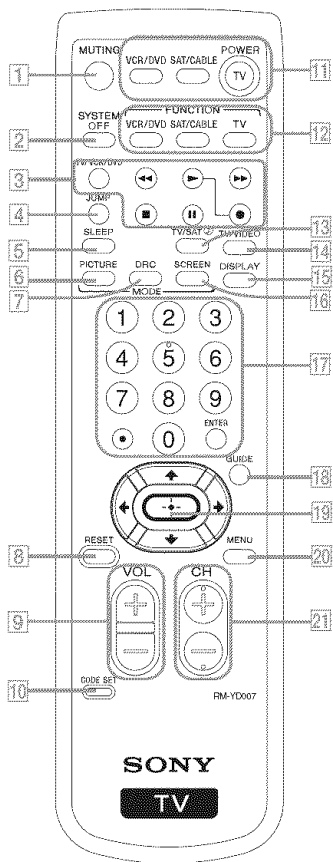 MUTING POWER
VCR/DVD SAT/CABLE TV
1 11
SYSTEM OFF FUNCTION
VCR/DVD SAT/CABLE TV
2 12
TV/VCR/DVD
3
JUMP
4 13
SLEEP TV/SAT TV/VIDEO
5 14
PICTURE DRC SCREEN DISPLAY
6 15
MODE
7 16
1 2 3
4 5 6 17
7 8 9
ENTER
0
GUIDE
18
19
RESET MENU
8 20
VOL CH
+ +
9 21
− −
CODE SET
10
RM-YD007
SONY
TV